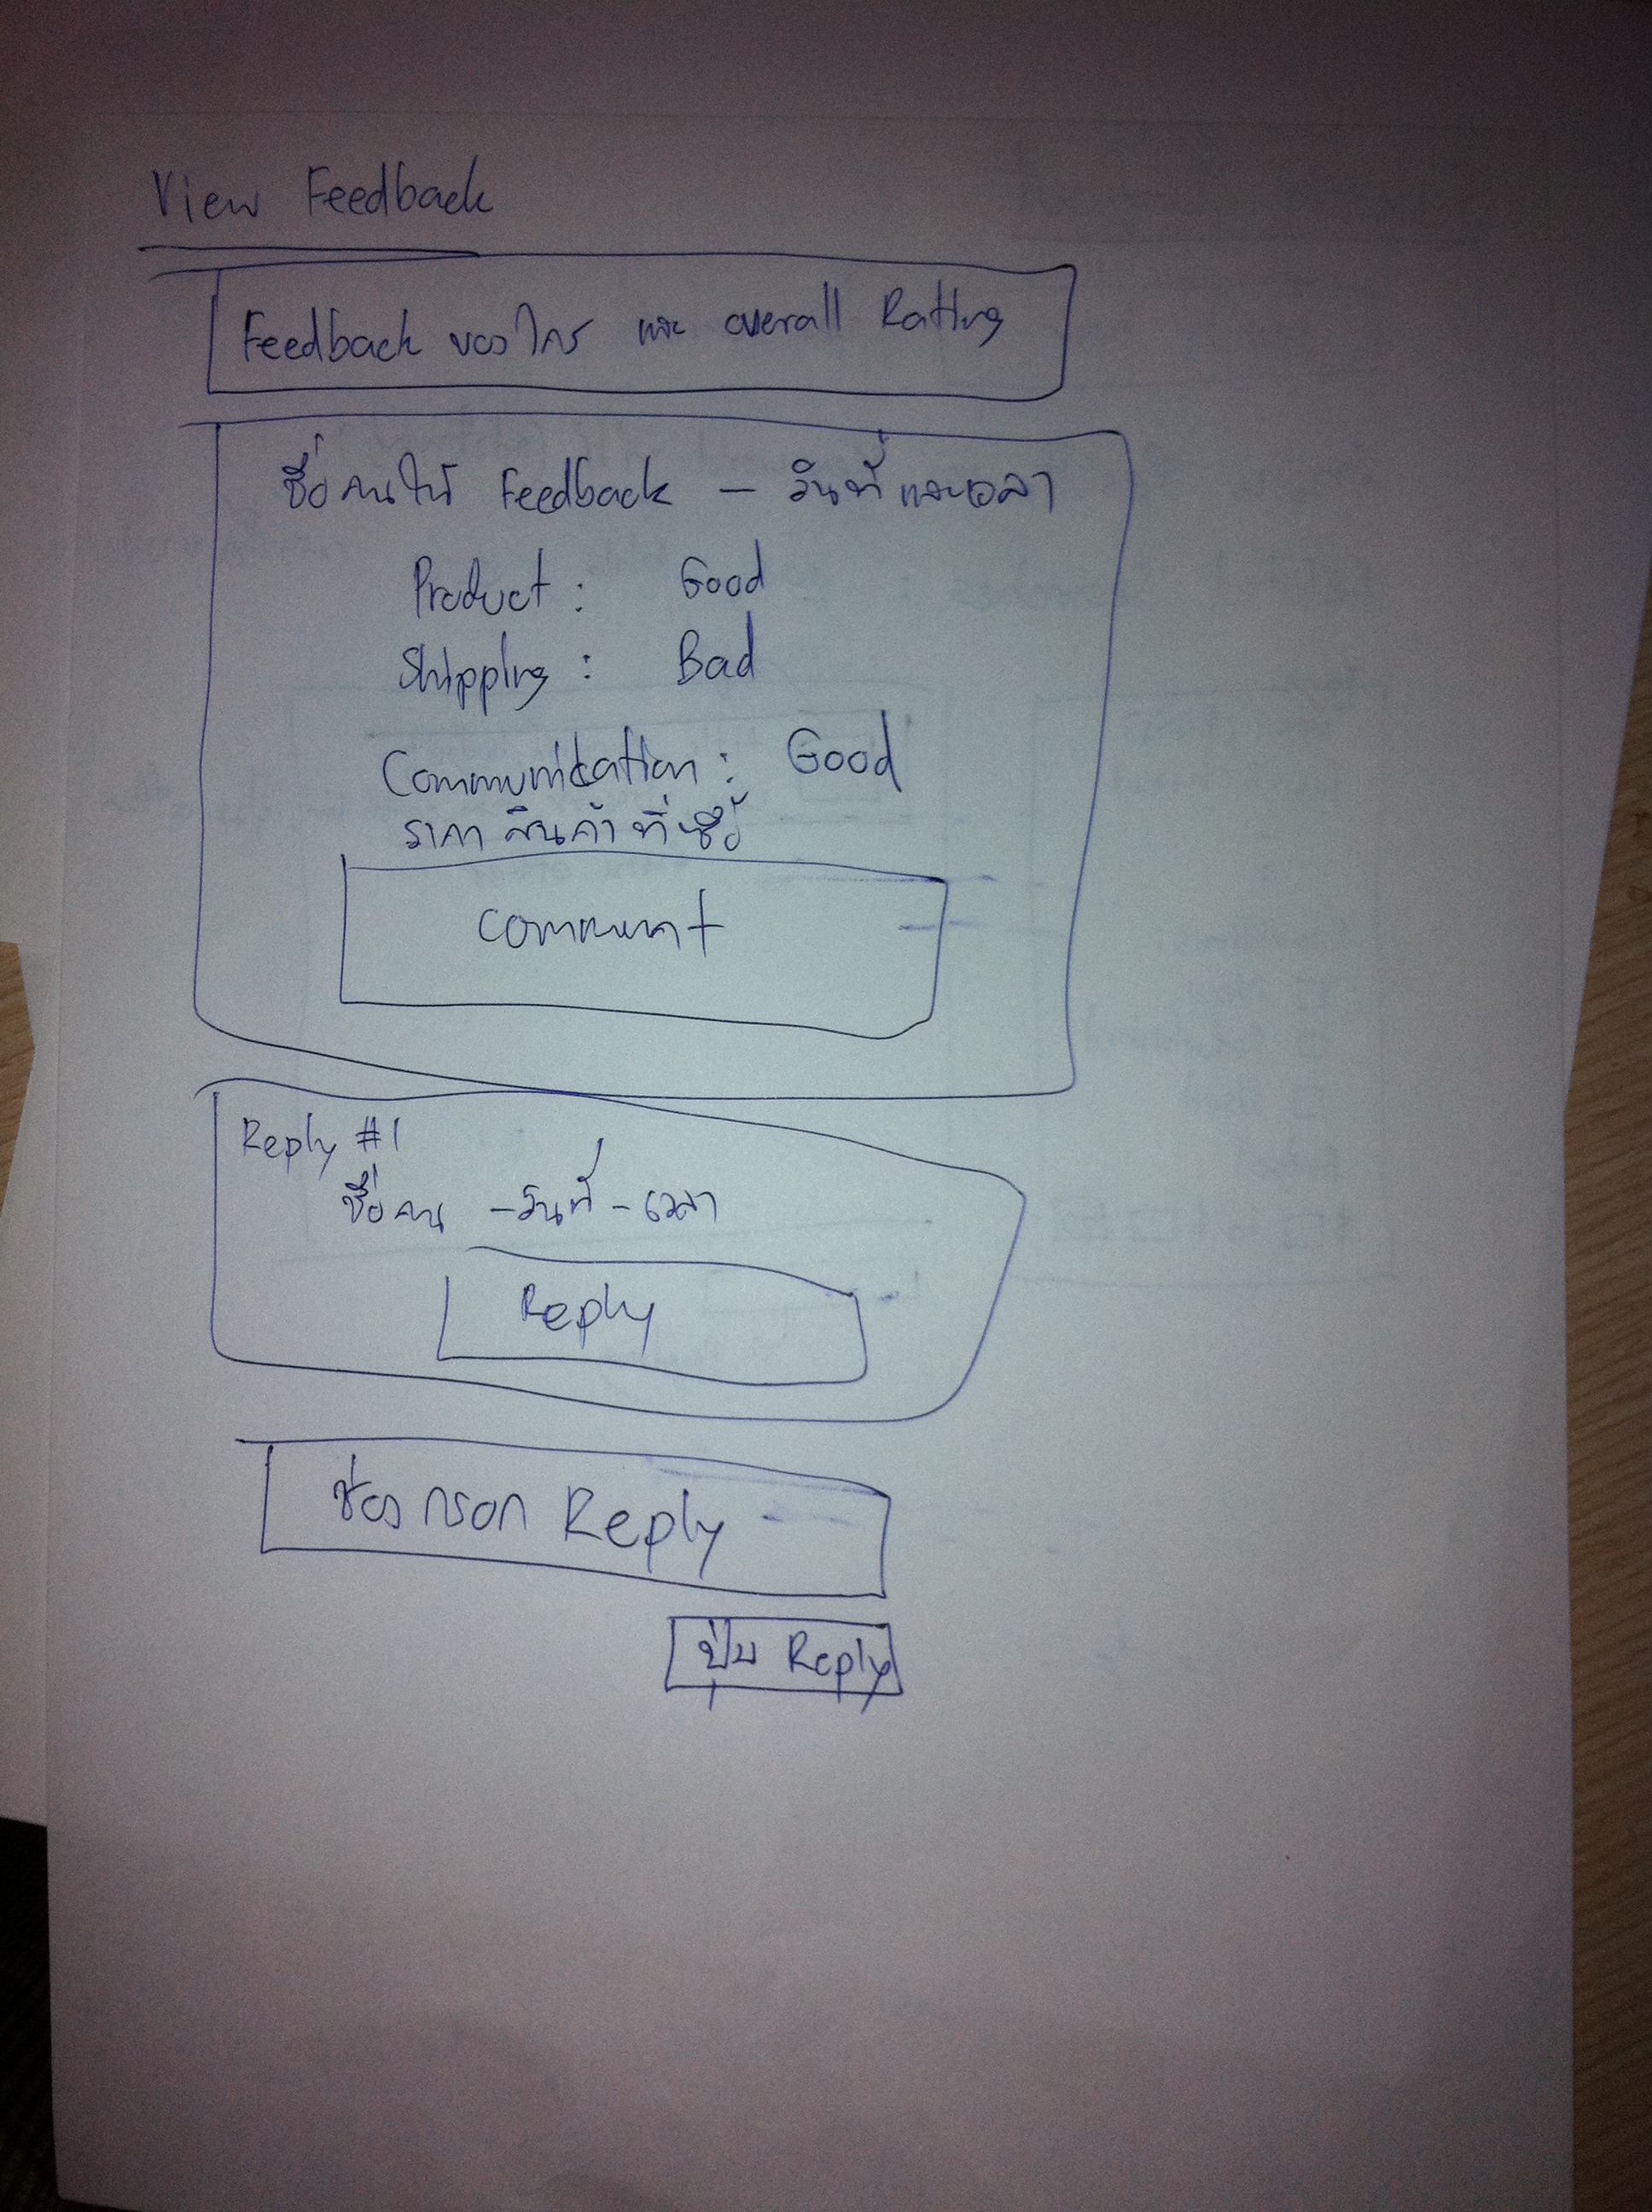 View Feedback
Feedback ของใคร และ overall Rating
ชื่อคนให้ Feedback - วันที่ และเวลา
Product : Good
Shipping : Bad
Communication : Good
ราคา สินค้า ที่ซื้อ
comment
Reply #1
ชื่อคน - วันที่ - เวลา
Reply
ช่อง กรอก Reply
ปุ่ม Reply